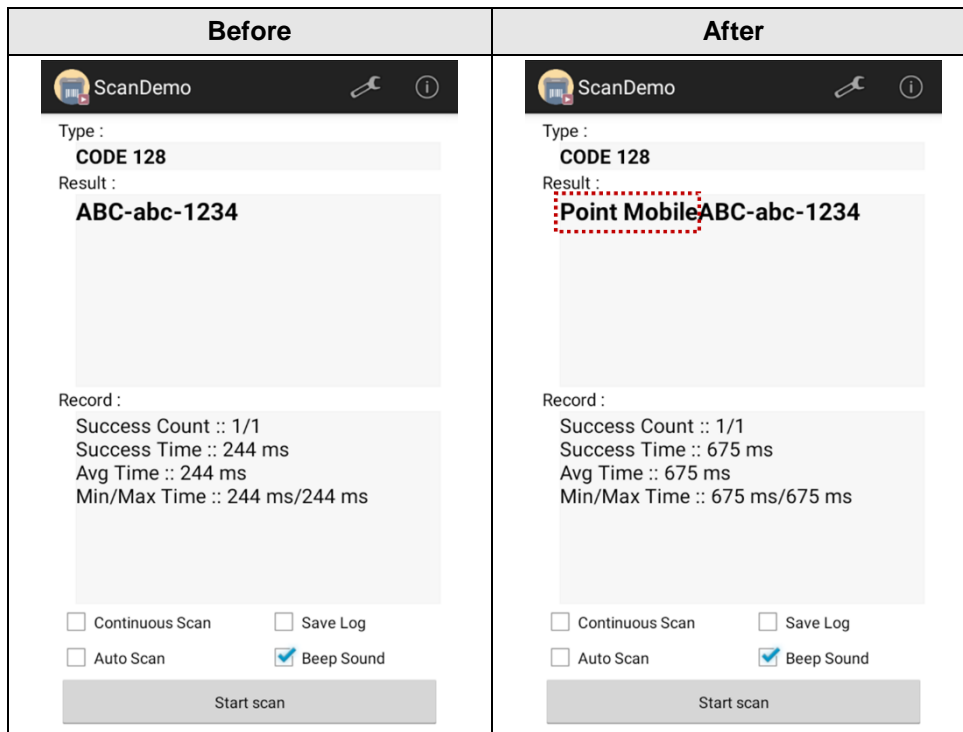 Before
After
ScanDemo
Type :
CODE 128
Result :
ABC-abc-1234
Record :
Success Count :: 1/1
Success Time :: 244 ms
Avg Time :: 244 ms
Min/Max Time :: 244 ms/244 ms
Continuous Scan
Save Log
Auto Scan
Beep Sound
Start scan
ScanDemo
Type :
CODE 128
Result :
Point MobileABC-abc-1234
Record :
Success Count :: 1/1
Success Time :: 675 ms
Avg Time :: 675 ms
Min/Max Time :: 675 ms/675 ms
Continuous Scan
Save Log
Auto Scan
Beep Sound
Start scan